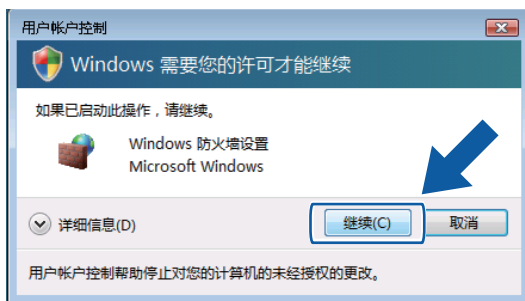 用户帐户控制
Windows 需要您的许可才能继续
如果已启动此操作，请继续。
Windows 防火墙设置
Microsoft Windows
详细信息(D)
继续(C)
取消
用户帐户控制帮助停止对您的计算机的未经授权的更改。